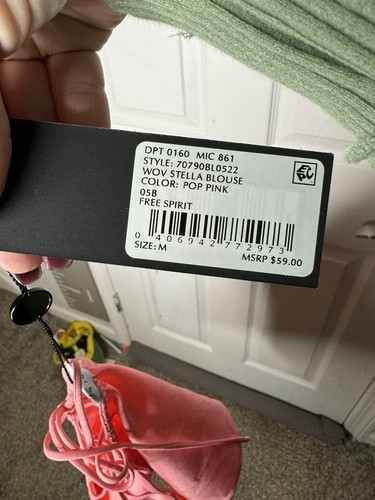 DPT 0160 MIC 861
STYLE: 70790BL0522
WOV STELLA BLOUSE
COLOR: POP PINK
05B
FREE SPIRIT
0 406942 772973
SIZE: M
MSRP $59.00